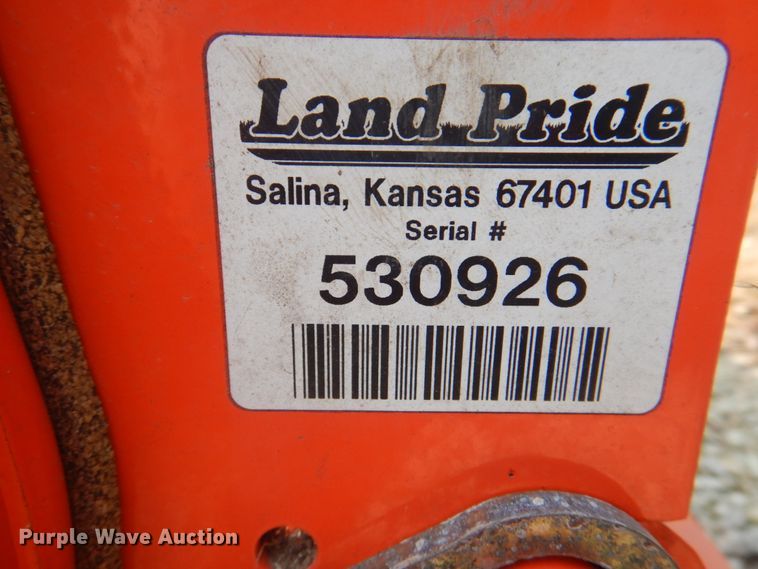 Land Pride
Salina, Kansas 67401 USA
Serial #
530926
Purple Wave Auction®